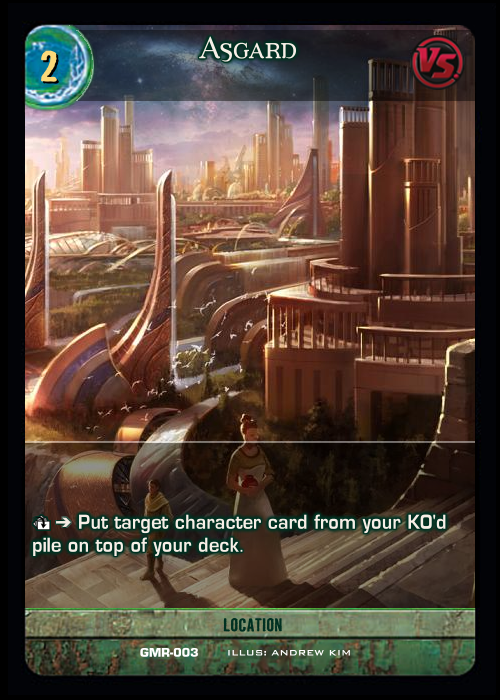 2
ASGARD
VS.
➔ Put target character card from your KO'd
pile on top of your deck.
LOCATION
GMR-003 ILLUS: ANDREW KIM